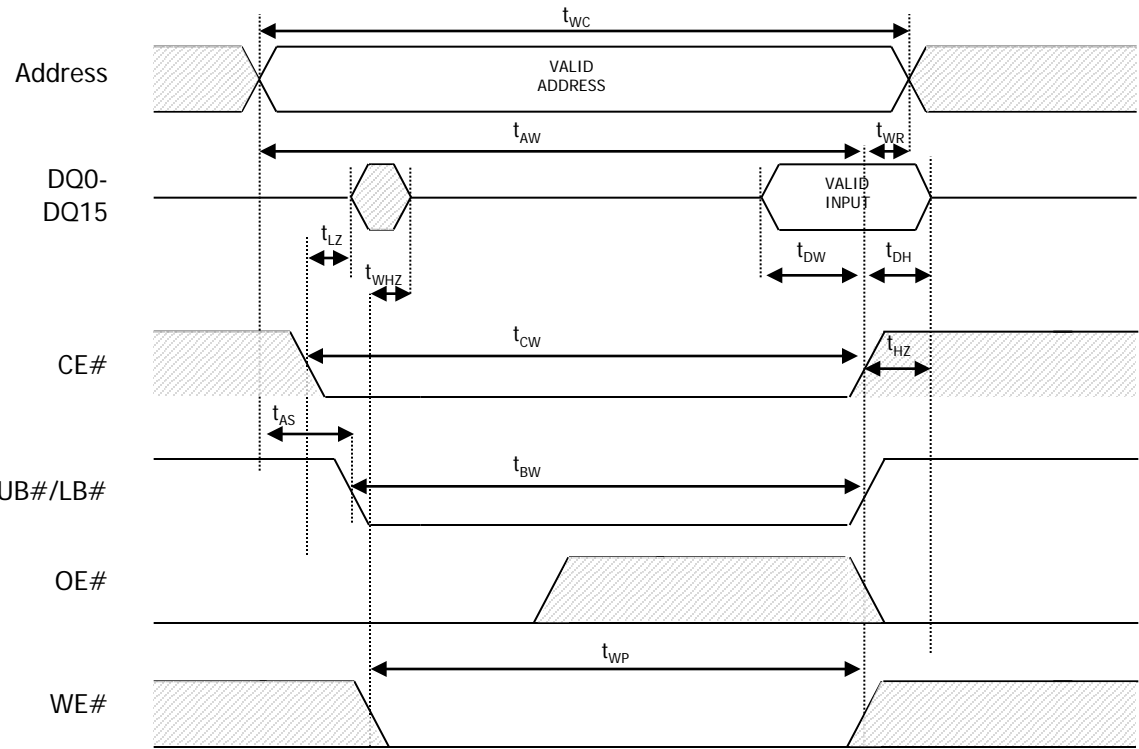 tWC
Address
VALID
ADDRESS
tAW
tWR
DQ0-
DQ15
VALID
INPUT
tLZ
tWHZ
tDW
tDH
CE#
tCW
tHZ
tAS
UB#/LB#
tBW
OE#
tWP
WE#